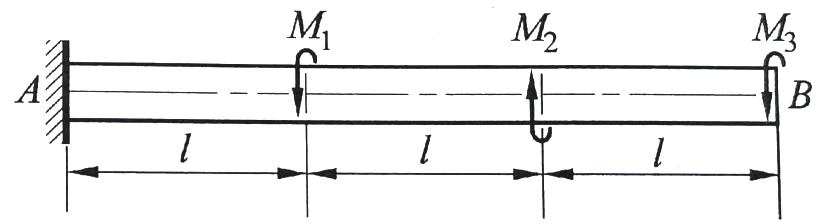 M₁ M₂ M₃
A B
l l l